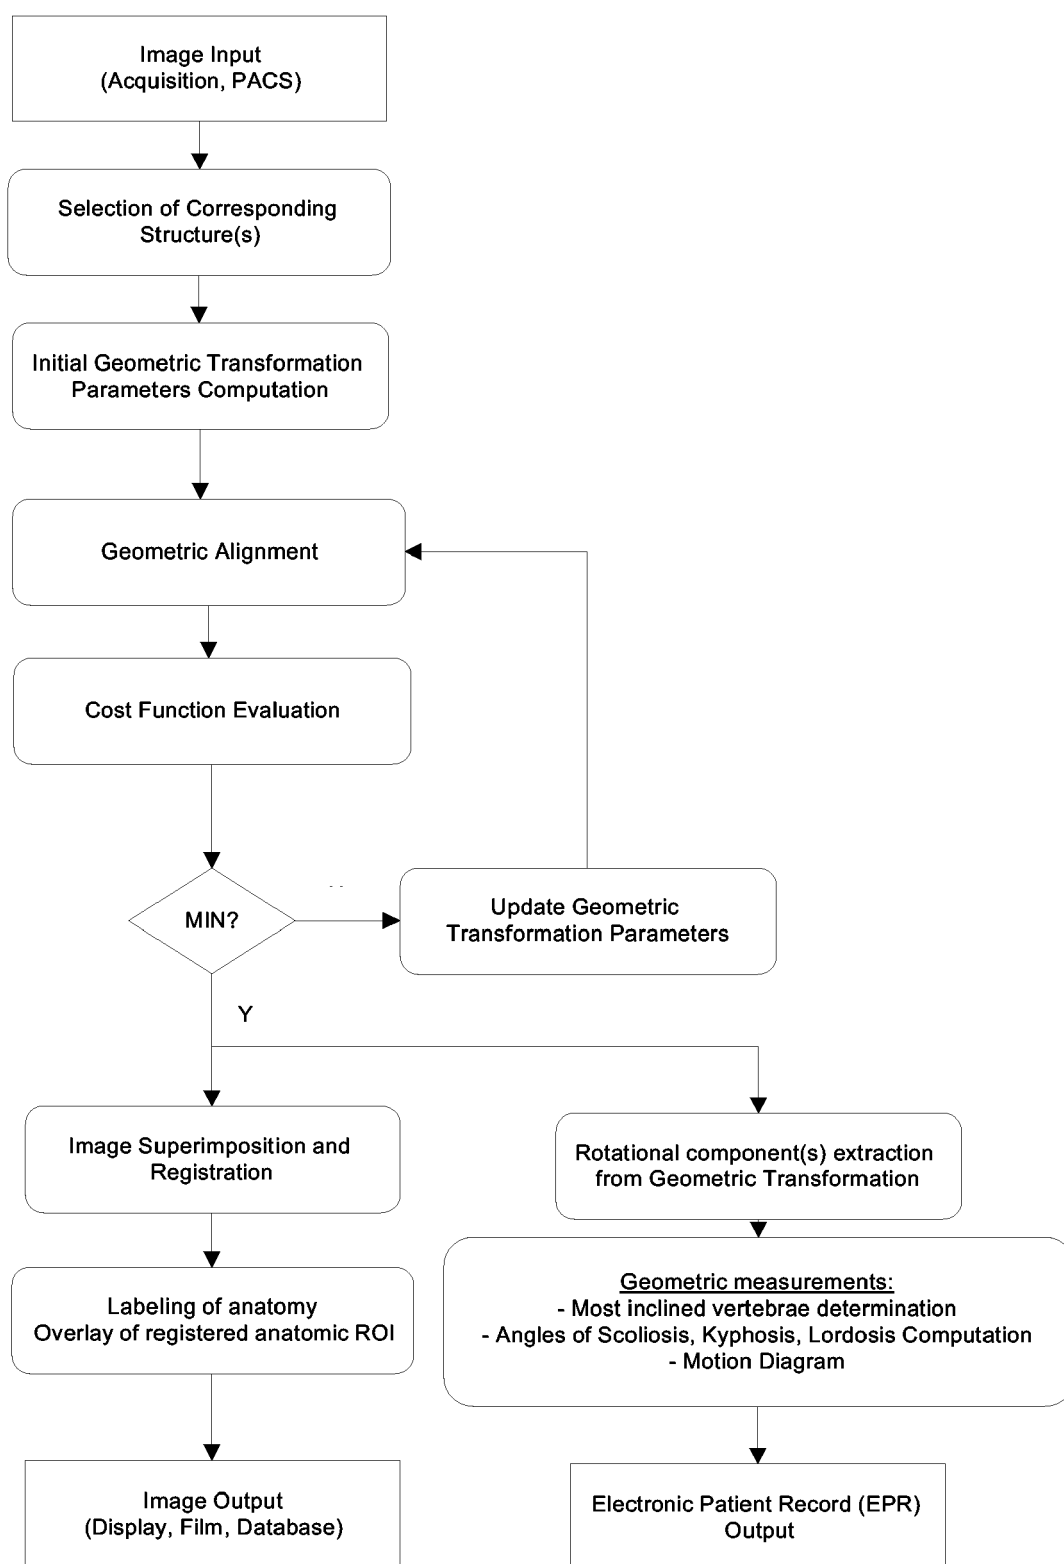 Image Input
(Acquisition, PACS)
Selection of Corresponding
Structure(s)
Initial Geometric Transformation
Parameters Computation
Geometric Alignment
Cost Function Evaluation
MIN?
Update Geometric
Transformation Parameters
Y
Image Superimposition and
Registration
Rotational component(s) extraction
from Geometric Transformation
Labeling of anatomy
Overlay of registered anatomic ROI
Geometric measurements:
- Most inclined vertebrae determination
- Angles of Scoliosis, Kyphosis, Lordosis Computation
- Motion Diagram
Image Output
(Display, Film, Database)
Electronic Patient Record (EPR)
Output